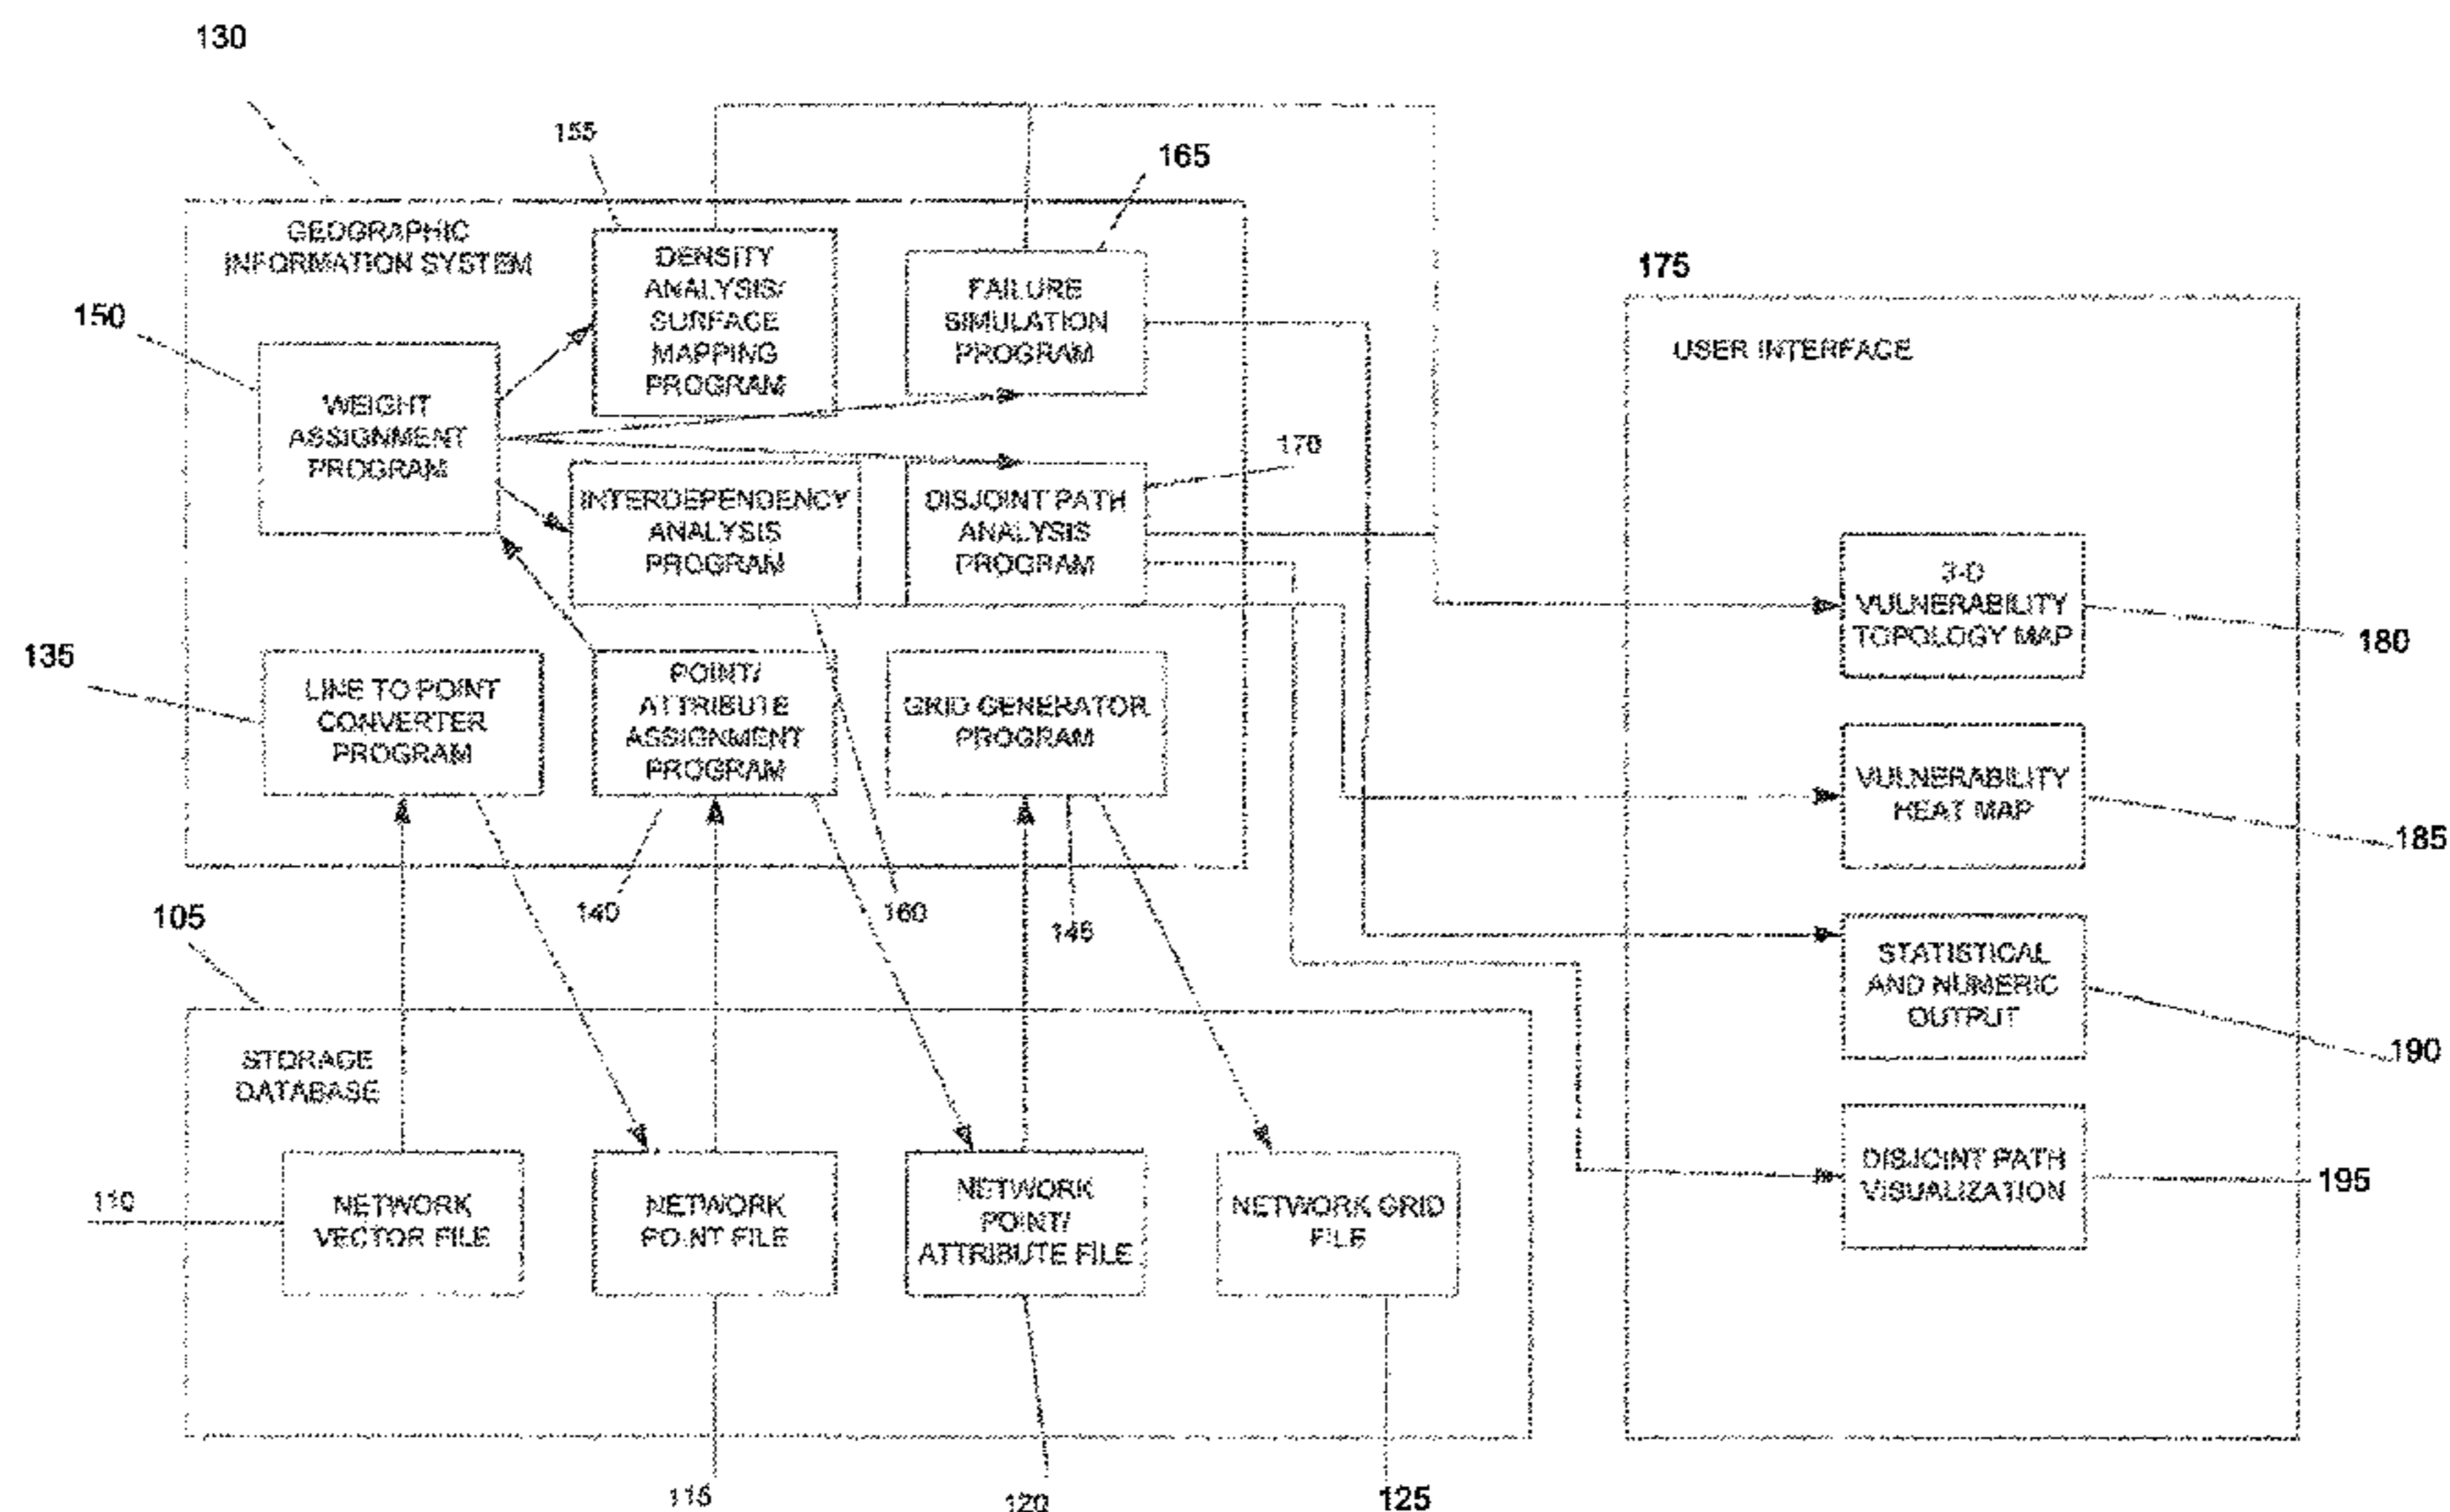 130
155
165
GEOGRAPHIC
INFORMATION SYSTEM
DENSITY
ANALYSIS/
SURFACE
MAPPING
PROGRAM
FAILURE
SIMULATION
PROGRAM
175
USER INTERFACE
150
WEIGHT
ASSIGNMENT
PROGRAM
170
INTERDEPENDENCY
ANALYSIS
PROGRAM
DISJOINT PATH
ANALYSIS
PROGRAM
3-D
VULNERABILITY
TOPOLOGY MAP
180
135
LINE TO POINT
CONVERTER
PROGRAM
POINT/
ATTRIBUTE
ASSIGNMENT
PROGRAM
GRID GENERATOR
PROGRAM
VULNERABILITY
HEAT MAP
185
140
160
145
105
STATISTICAL
AND NUMERIC
OUTPUT
190
STORAGE
DATABASE
DISJOINT PATH
VISUALIZATION
195
110
NETWORK
VECTOR FILE
NETWORK
POINT FILE
NETWORK
POINT/
ATTRIBUTE FILE
NETWORK GRID
FILE
115
120
125